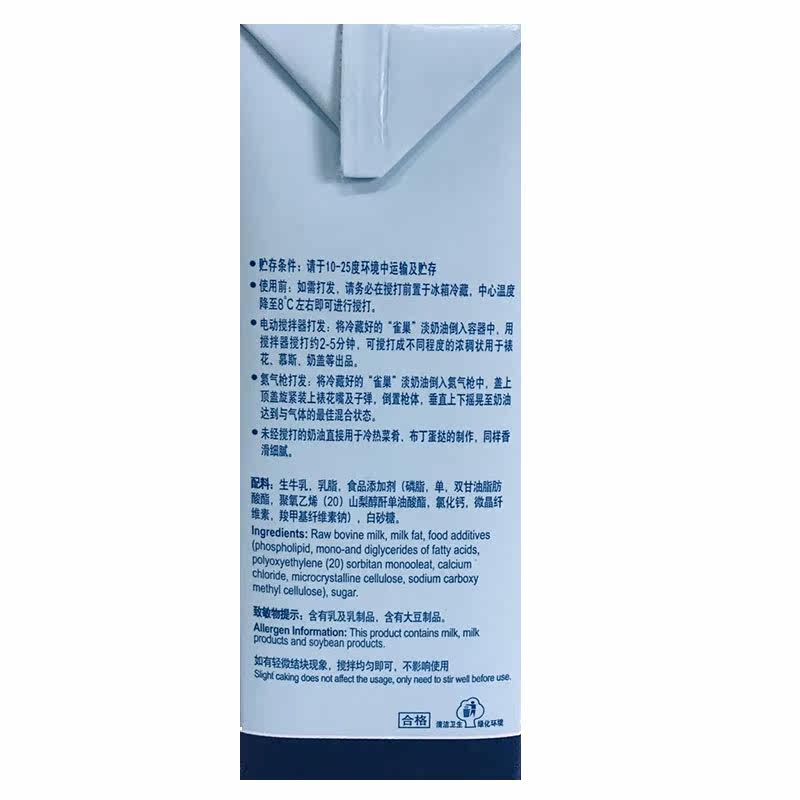 ● 贮存条件：请于10-25度环境中运输及贮存
● 使用前：如需打发，请务必在搅打前置于冰箱冷藏，中心温度
降至8℃左右即可进行搅打。
● 电动搅拌器打发：将冷藏好的“雀巢”淡奶油倒入容器中，用
搅拌器搅打约2-5分钟，可搅打成不同程度的浓稠状用于裱
花、慕斯、奶盖等出品。
● 氮气枪打发：将冷藏好的“雀巢”淡奶油倒入氮气枪中，盖上
顶盖旋紧装上裱花嘴及子弹，倒置枪体，垂直上下摇晃至奶油
达到与气体的最佳混合状态。
● 未经搅打的奶油直接用于冷热菜肴、布丁蛋挞的制作，同样香
滑细腻。
配料：生牛乳，乳脂，食品添加剂（磷脂，单，双甘油脂肪
酸酯，聚氧乙烯（20）山梨醇酐单油酸酯，氯化钙，微晶纤
维素，羧甲基纤维素钠），白砂糖。
Ingredients: Raw bovine milk, milk fat, food additives
(phospholipid, mono-and diglycerides of fatty acids,
polyoxyethylene (20) sorbitan monooleat, calcium
chloride, microcrystalline cellulose, sodium carboxy
methyl cellulose), sugar.
致敏物提示：含有乳及乳制品，含有大豆制品。
Allergen Information: This product contains milk, milk
products and soybean products.
如有轻微结块现象，搅拌均匀即可，不影响使用
Slight caking does not affect the usage, only need to stir well before use.
合格 清洁卫生 绿化环境